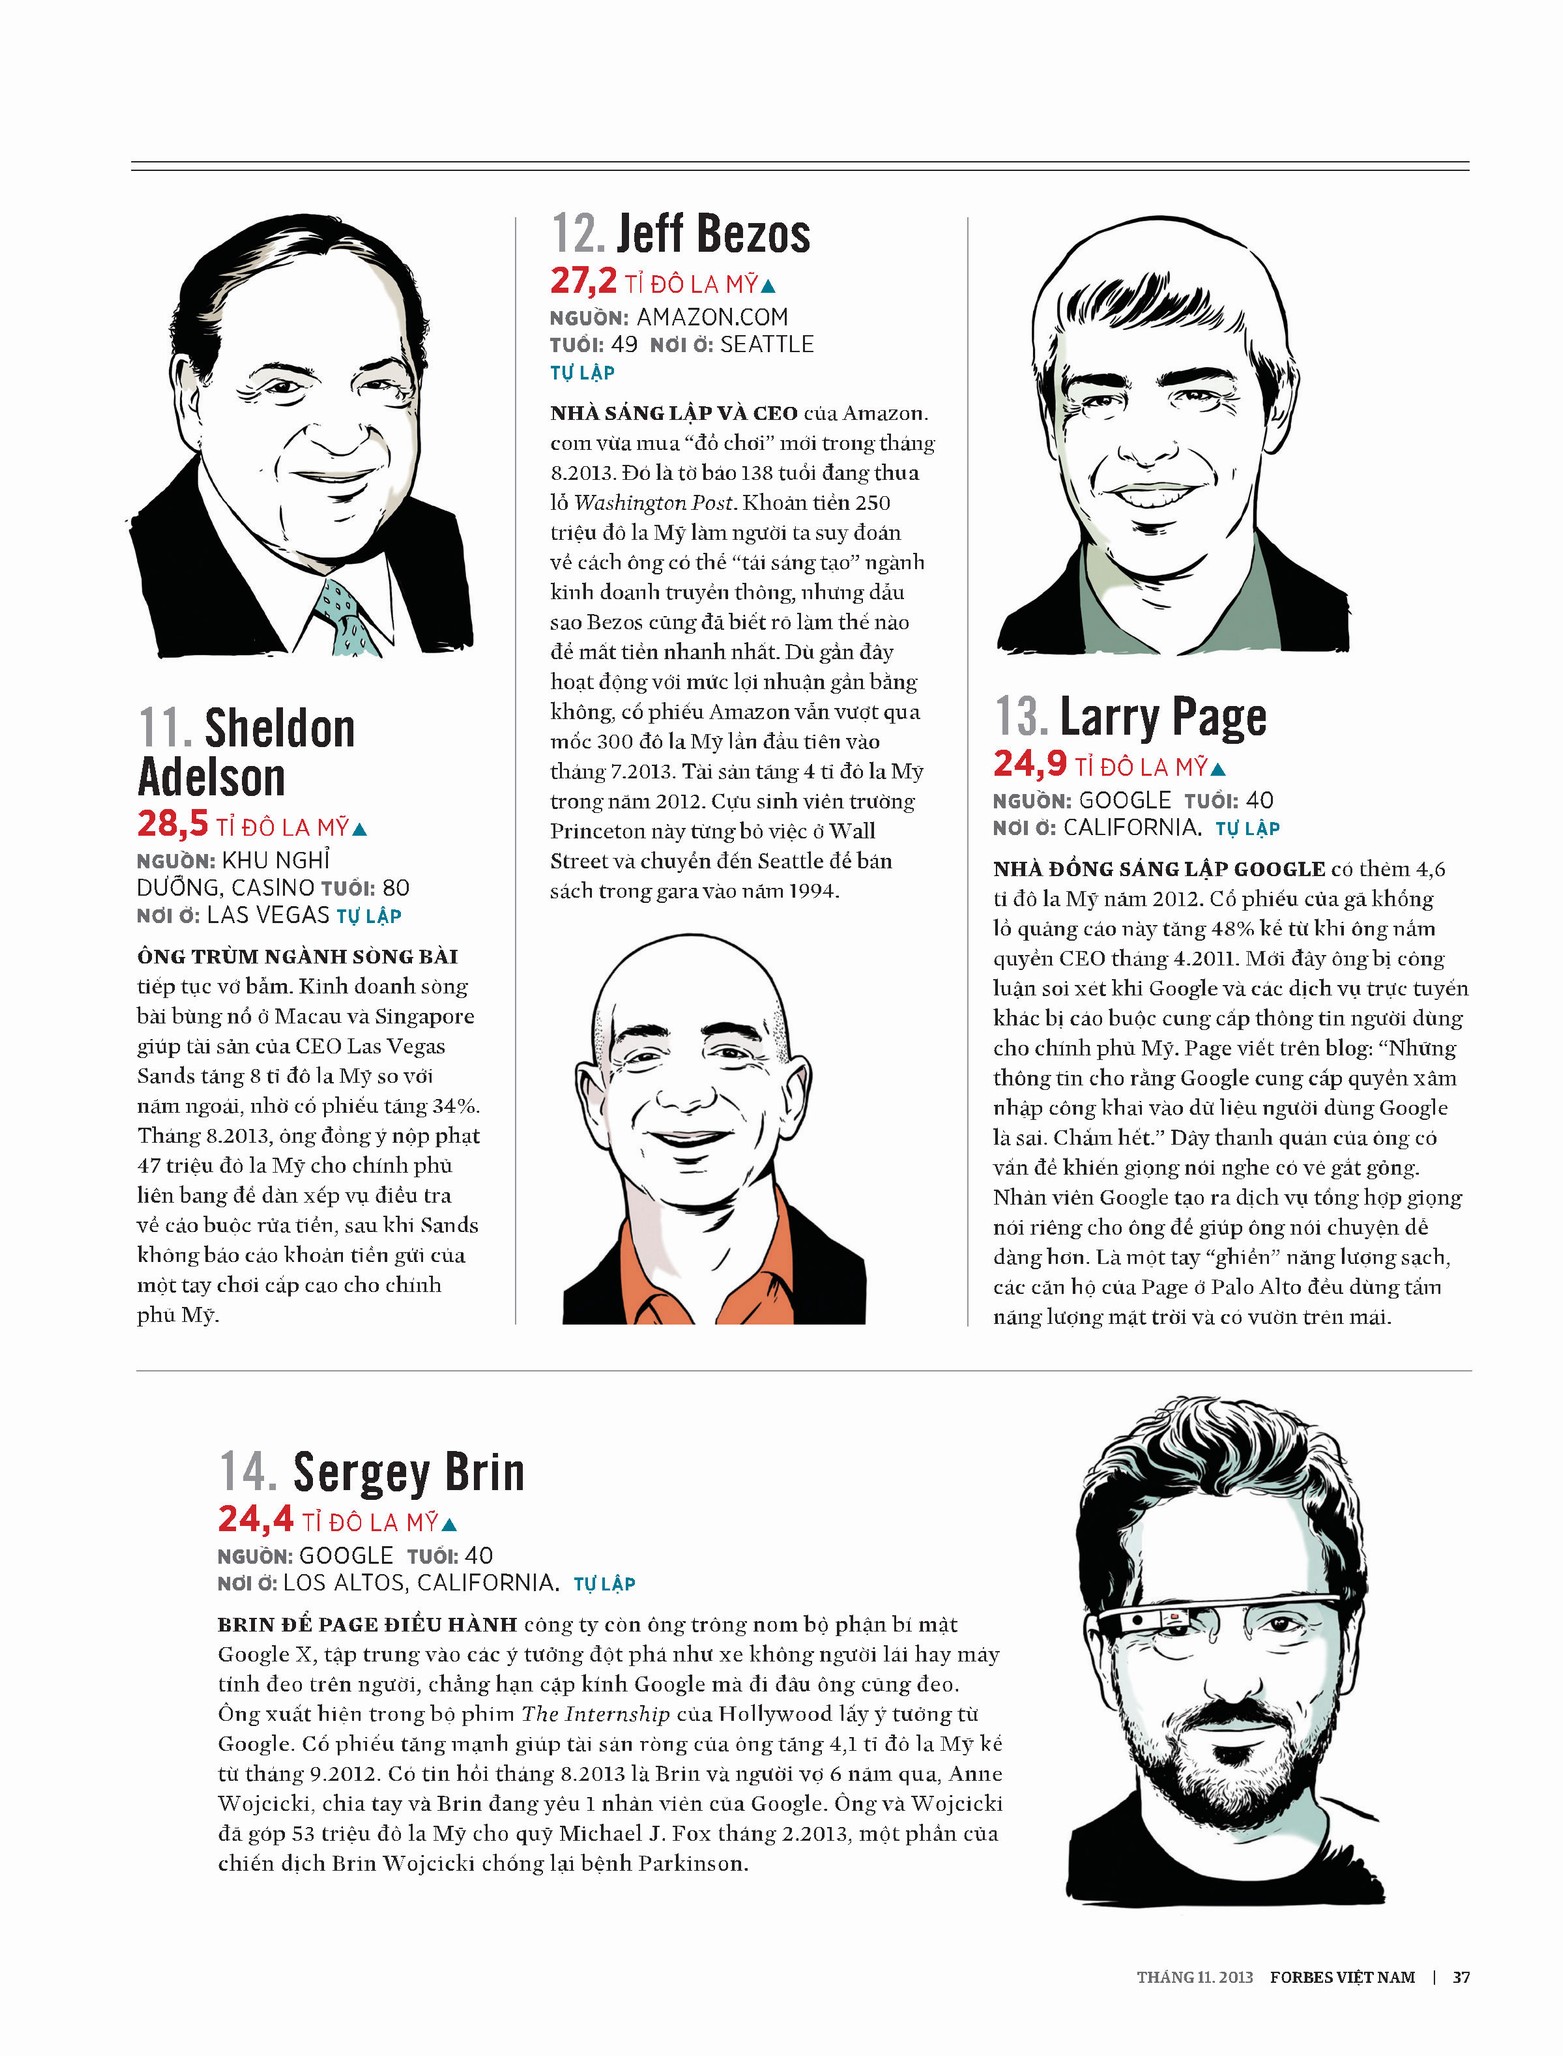 11. Sheldon
Adelson
28,5 TỈ ĐÔ LA MỸ▲
NGUỒN: KHU NGHỈ
DƯỠNG, CASINO TUỔI: 80
NƠI Ở: LAS VEGAS TỰ LẬP
ÔNG TRÙM NGÀNH SÒNG BÀI
tiếp tục vớ bẫm. Kinh doanh sòng
bài bùng nổ ở Macau và Singapore
giúp tài sản của CEO Las Vegas
Sands tăng 8 tỉ đô la Mỹ so với
năm ngoái, nhờ cổ phiếu tăng 34%.
Tháng 8.2013, ông đồng ý nộp phạt
47 triệu đô la Mỹ cho chính phủ
liên bang để dàn xếp vụ điều tra
về cáo buộc rửa tiền, sau khi Sands
không báo cáo khoản tiền gửi của
một tay chơi cấp cao cho chính
phủ Mỹ.
12. Jeff Bezos
27,2 TỈ ĐÔ LA MỸ▲
NGUỒN: AMAZON.COM
TUỔI: 49 NƠI Ở: SEATTLE
TỰ LẬP
NHÀ SÁNG LẬP VÀ CEO của Amazon.
com vừa mua “đồ chơi” mới trong tháng
8.2013. Đó là tờ báo 138 tuổi đang thua
lỗ Washington Post. Khoản tiền 250
triệu đô la Mỹ làm người ta suy đoán
về cách ông có thể “tái sáng tạo” ngành
kinh doanh truyền thông, nhưng dẫu
sao Bezos cũng đã biết rõ làm thế nào
để mất tiền nhanh nhất. Dù gần đây
hoạt động với mức lợi nhuận gần bằng
không, cổ phiếu Amazon vẫn vượt qua
mốc 300 đô la Mỹ lần đầu tiên vào
tháng 7.2013. Tài sản tăng 4 tỉ đô la Mỹ
trong năm 2012. Cựu sinh viên trường
Princeton này từng bỏ việc ở Wall
Street và chuyển đến Seattle để bán
sách trong gara vào năm 1994.
13. Larry Page
24,9 TỈ ĐÔ LA MỸ▲
NGUỒN: GOOGLE TUỔI: 40
NƠI Ở: CALIFORNIA. TỰ LẬP
NHÀ ĐỒNG SÁNG LẬP GOOGLE có thêm 4,6
tỉ đô la Mỹ năm 2012. Cổ phiếu của gã khổng
lồ quảng cáo này tăng 48% kể từ khi ông nắm
quyền CEO tháng 4.2011. Mới đây ông bị công
luận soi xét khi Google và các dịch vụ trực tuyến
khác bị cáo buộc cung cấp thông tin người dùng
cho chính phủ Mỹ. Page viết trên blog: “Những
thông tin cho rằng Google cung cấp quyền xâm
nhập công khai vào dữ liệu người dùng Google
là sai. Chấm hết.” Dây thanh quản của ông có
vấn đề khiến giọng nói nghe có vẻ gắt gỏng.
Nhân viên Google tạo ra dịch vụ tổng hợp giọng
nói riêng cho ông để giúp ông nói chuyện dễ
dàng hơn. Là một tay “ghiền” năng lượng sạch,
các căn hộ của Page ở Palo Alto đều dùng tấm
năng lượng mặt trời và có vườn trên mái.
14. Sergey Brin
24,4 TỈ ĐÔ LA MỸ▲
NGUỒN: GOOGLE TUỔI: 40
NƠI Ở: LOS ALTOS, CALIFORNIA. TỰ LẬP
BRIN ĐỂ PAGE ĐIỀU HÀNH công ty còn ông trông nom bộ phận bí mật
Google X, tập trung vào các ý tưởng đột phá như xe không người lái hay máy
tính đeo trên người, chẳng hạn cặp kính Google mà đi đâu ông cũng đeo.
Ông xuất hiện trong bộ phim The Internship của Hollywood lấy ý tưởng từ
Google. Cổ phiếu tăng mạnh giúp tài sản ròng của ông tăng 4,1 tỉ đô la Mỹ kể
từ tháng 9.2012. Có tin hồi tháng 8.2013 là Brin và người vợ 6 năm qua, Anne
Wojcicki, chia tay và Brin đang yêu 1 nhân viên của Google. Ông và Wojcicki
đã góp 53 triệu đô la Mỹ cho quỹ Michael J. Fox tháng 2.2013, một phần của
chiến dịch Brin Wojcicki chống lại bệnh Parkinson.
THÁNG 11. 2013 FORBES VIỆT NAM | 37